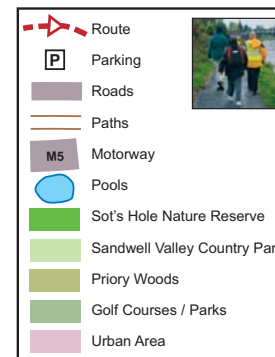 Route
P Parking
Roads
Paths
M5 Motorway
Pools
Sot's Hole Nature Reserve
Sandwell Valley Country Par
Priory Woods
Golf Courses / Parks
Urban Area